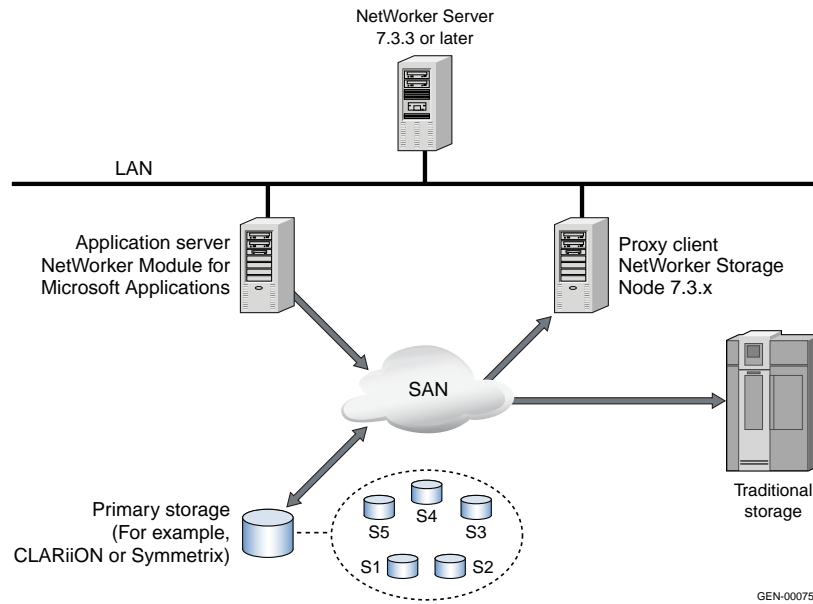 NetWorker Server
7.3.3 or later
LAN
Application server
NetWorker Module for
Microsoft Applications
Proxy client
NetWorker Storage
Node 7.3.x
SAN
Traditional
storage
Primary storage
(For example,
CLARiiON or Symmetrix)
S5
S4
S3
S1
S2
GEN-00075